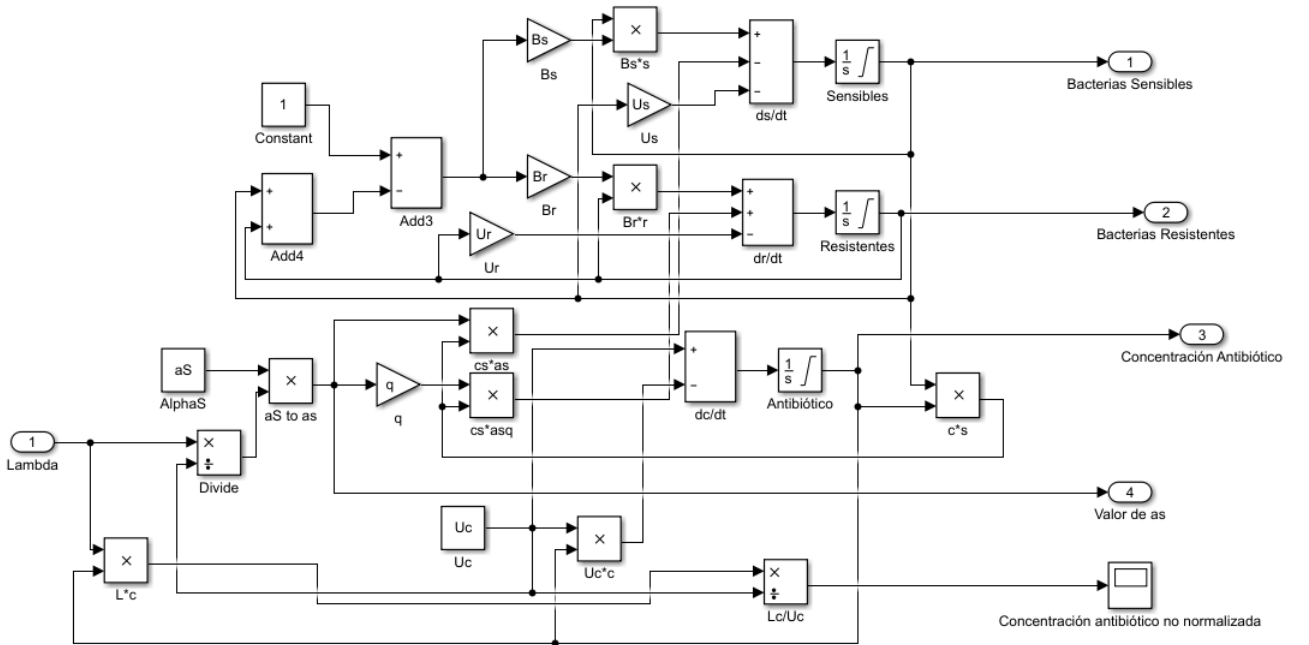 Bs
Bs
×
Bs*s
+
−
−
ds/dt
1
s
Sensibles
1
Bacterias Sensibles
1
Constant
Us
Us
+
−
Add3
Br
Br
×
Br*r
+
+
−
dr/dt
1
s
Resistentes
2
Bacterias Resistentes
+
+
Add4
Ur
Ur
×
cs*as
+
−
dc/dt
1
s
Antibiótico
3
Concentración Antibiótico
aS
AlphaS
×
aS to as
q
q
×
cs*asq
×
c*s
1
Lambda
×
÷
Divide
4
Valor de as
Uc
Uc
×
Uc*c
×
L*c
×
÷
Lc/Uc
Concentración antibiótico no normalizada